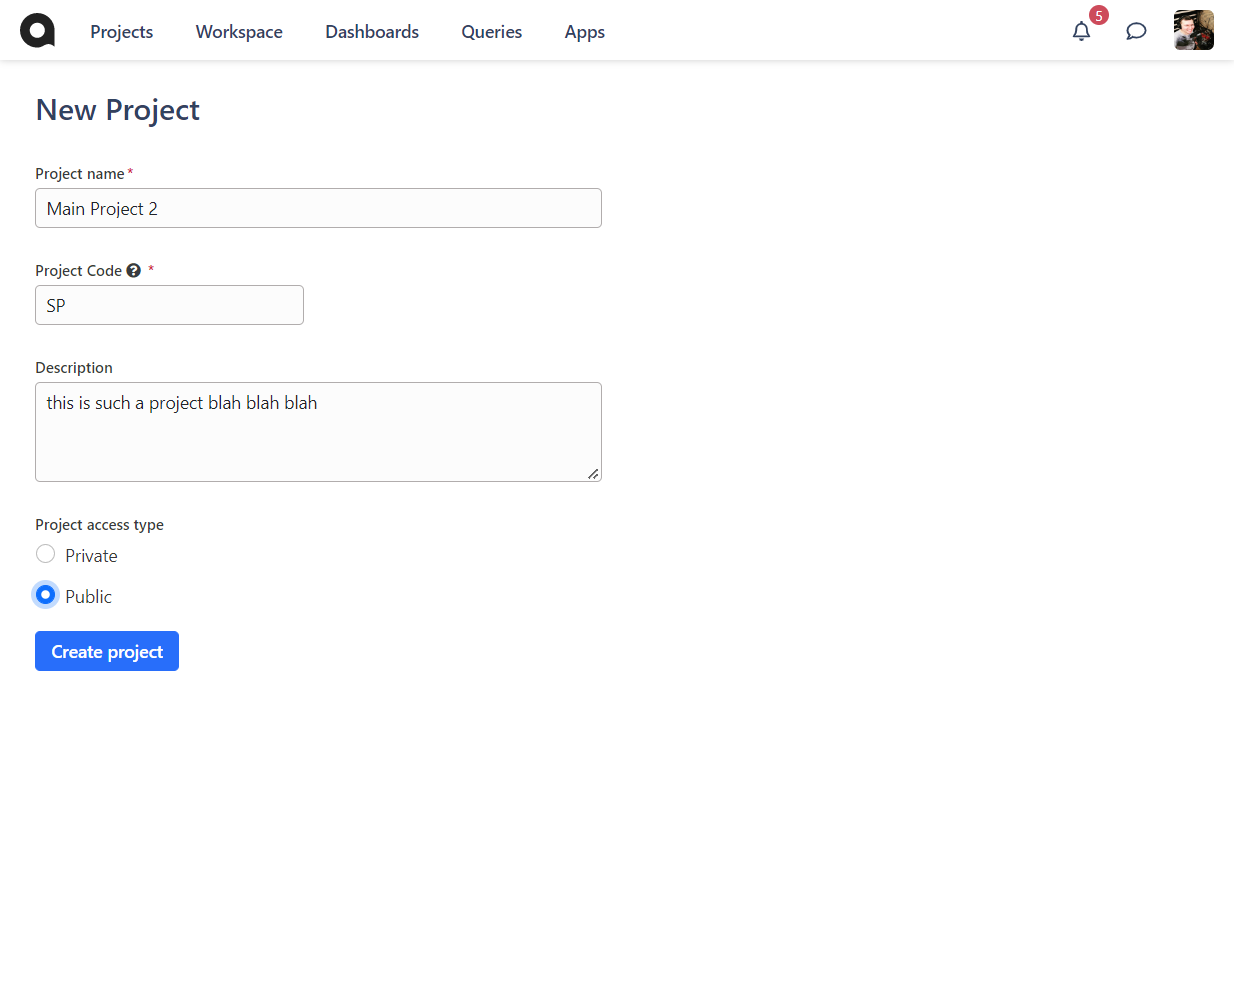 Projects Workspace Dashboards Queries Apps 5
New Project
Project name*
Main Project 2
Project Code ? *
SP
Description
this is such a project blah blah blah
Project access type
Private
Public
Create project